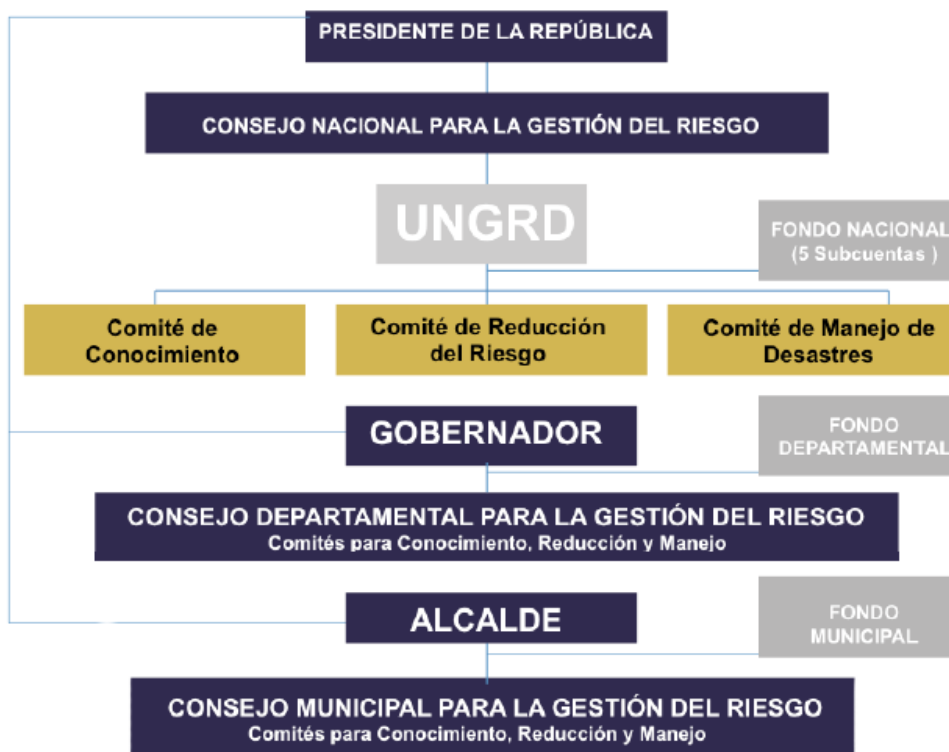 PRESIDENTE DE LA REPÚBLICA
CONSEJO NACIONAL PARA LA GESTIÓN DEL RIESGO
UNGRD
FONDO NACIONAL
(5 Subcuentas )
Comité de
Conocimiento
Comité de Reducción
del Riesgo
Comité de Manejo de
Desastres
GOBERNADOR
FONDO
DEPARTAMENTAL
CONSEJO DEPARTAMENTAL PARA LA GESTIÓN DEL RIESGO
Comités para Conocimiento, Reducción y Manejo
ALCALDE
FONDO
MUNICIPAL
CONSEJO MUNICIPAL PARA LA GESTIÓN DEL RIESGO
Comités para Conocimiento, Reducción y Manejo